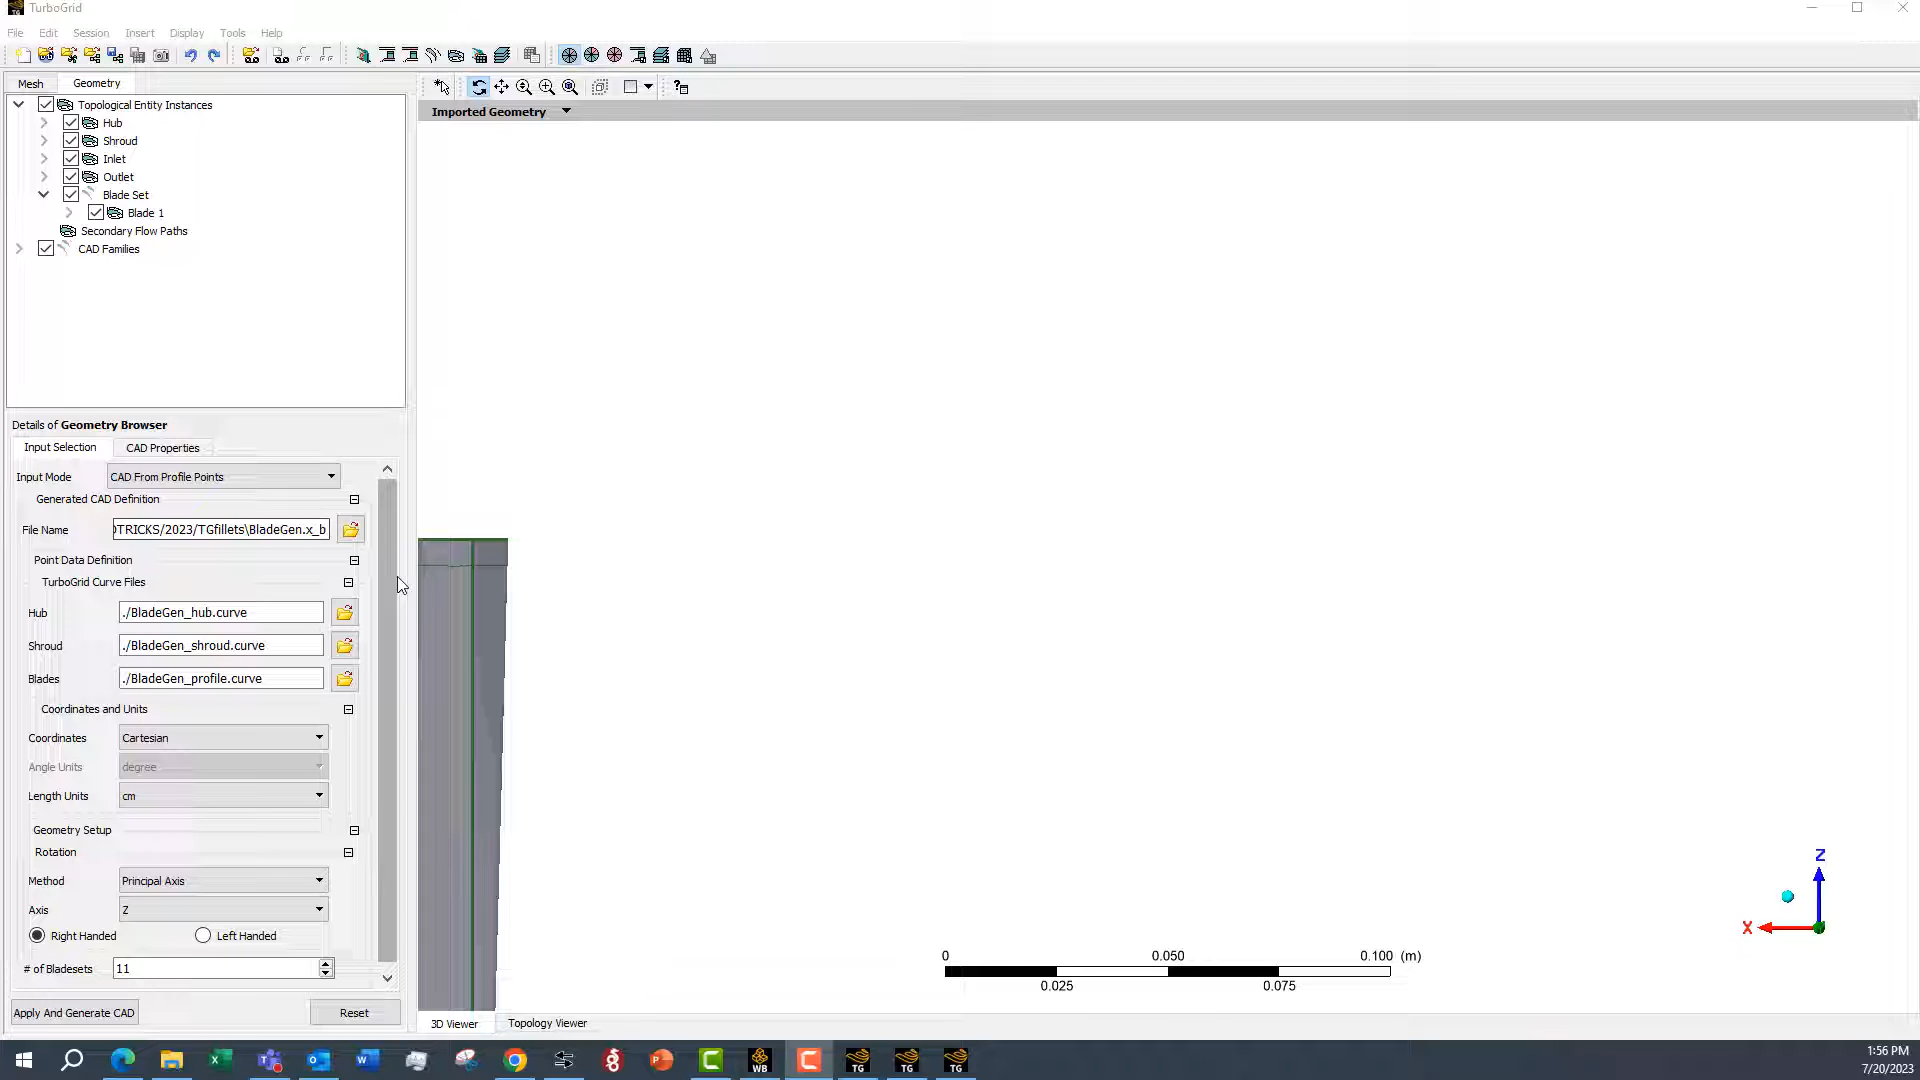 TurboGrid
File Edit Session Insert Display Tools Help
Mesh Geometry
Imported Geometry
Topological Entity Instances
Hub
Shroud
Inlet
Outlet
Blade Set
Blade 1
Secondary Flow Paths
CAD Families
Details of Geometry Browser
Input Selection CAD Properties
Input Mode CAD From Profile Points
Generated CAD Definition
File Name )TRICKS/2023/TGfillets\BladeGen.x_b
Point Data Definition
TurboGrid Curve Files
Hub ./BladeGen_hub.curve
Shroud ./BladeGen_shroud.curve
Blades ./BladeGen_profile.curve
Coordinates and Units
Coordinates Cartesian
Angle Units degree
Length Units cm
Geometry Setup
Rotation
Method Principal Axis
Axis Z
Right Handed Left Handed
# of Bladesets 11
Apply And Generate CAD Reset
Z
X
0 0.050 0.100 (m)
0.025 0.075
3D Viewer Topology Viewer
WB TG TG TG
1:56 PM
7/20/2023